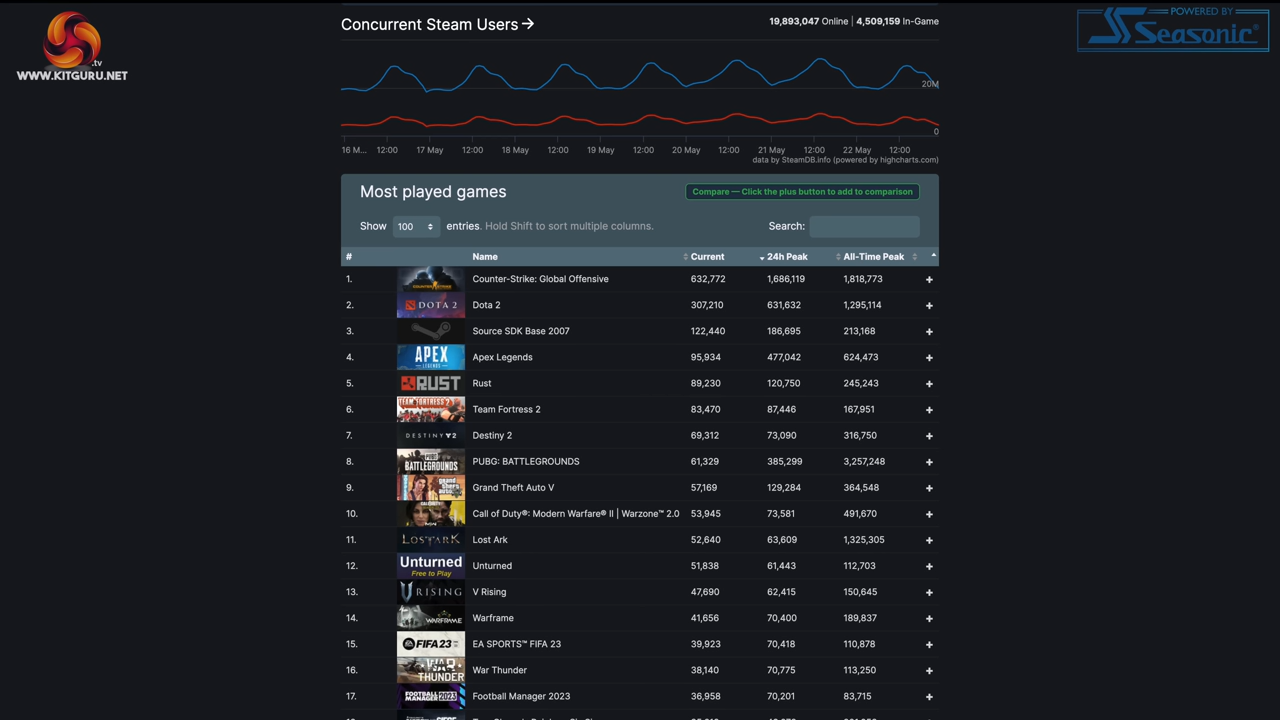 Concurrent Steam Users →
19,893,047 Online | 4,509,159 In-Game
.tv
WWW.KITGURU.NET
POWERED BY
Seasonic
20M
0
16 M... 12:00 17 May 12:00 18 May 12:00 19 May 12:00 20 May 12:00 21 May 12:00 22 May 12:00
data by SteamDB.info (powered by highcharts.com)
Most played games
Compare — Click the plus button to add to comparison
Show 100 entries. Hold Shift to sort multiple columns. Search:
# Name Current 24h Peak All-Time Peak
1. COUNTER STRIKE Counter-Strike: Global Offensive 632,772 1,686,119 1,818,773 +
2. DOTA 2 Dota 2 307,210 631,632 1,295,114 +
3. Source SDK Base 2007 122,440 186,695 213,168 +
4. APEX LEGENDS Apex Legends 95,934 477,042 624,473 +
5. RUST Rust 89,230 120,750 245,243 +
6. TEAM FORTRESS 2 Team Fortress 2 83,470 87,446 167,951 +
7. DESTINY 2 Destiny 2 69,312 73,090 316,750 +
8. PUBG: BATTLEGROUNDS PUBG: BATTLEGROUNDS 61,329 385,299 3,257,248 +
9. grand theft auto Grand Theft Auto V 57,169 129,284 364,548 +
10. Call of Duty®: Modern Warfare® II | Warzone™ 2.0 53,945 73,581 491,670 +
11. LOST ARK Lost Ark 52,640 63,609 1,325,305 +
12. Unturned Free to Play Unturned 51,838 61,443 112,703 +
13. V RISING V Rising 47,690 62,415 150,645 +
14. WARFRAME Warframe 41,656 70,400 189,837 +
15. FIFA 23 EA SPORTS™ FIFA 23 39,923 70,418 110,878 +
16. WAR THUNDER War Thunder 38,140 70,775 113,250 +
17. FOOTBALL MANAGER 2023 Football Manager 2023 36,958 70,201 83,715 +